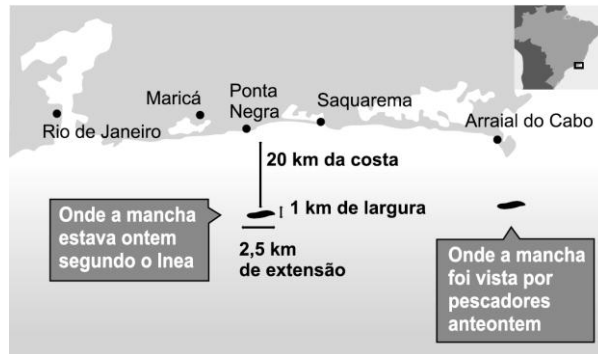 Rio de Janeiro
Maricá
Ponta
Negra
Saquarema
Arraial do Cabo
20 km da costa
1 km de largura
2,5 km
de extensão
Onde a mancha
estava ontem
segundo o Inea
Onde a mancha
foi vista por
pescadores
anteontem